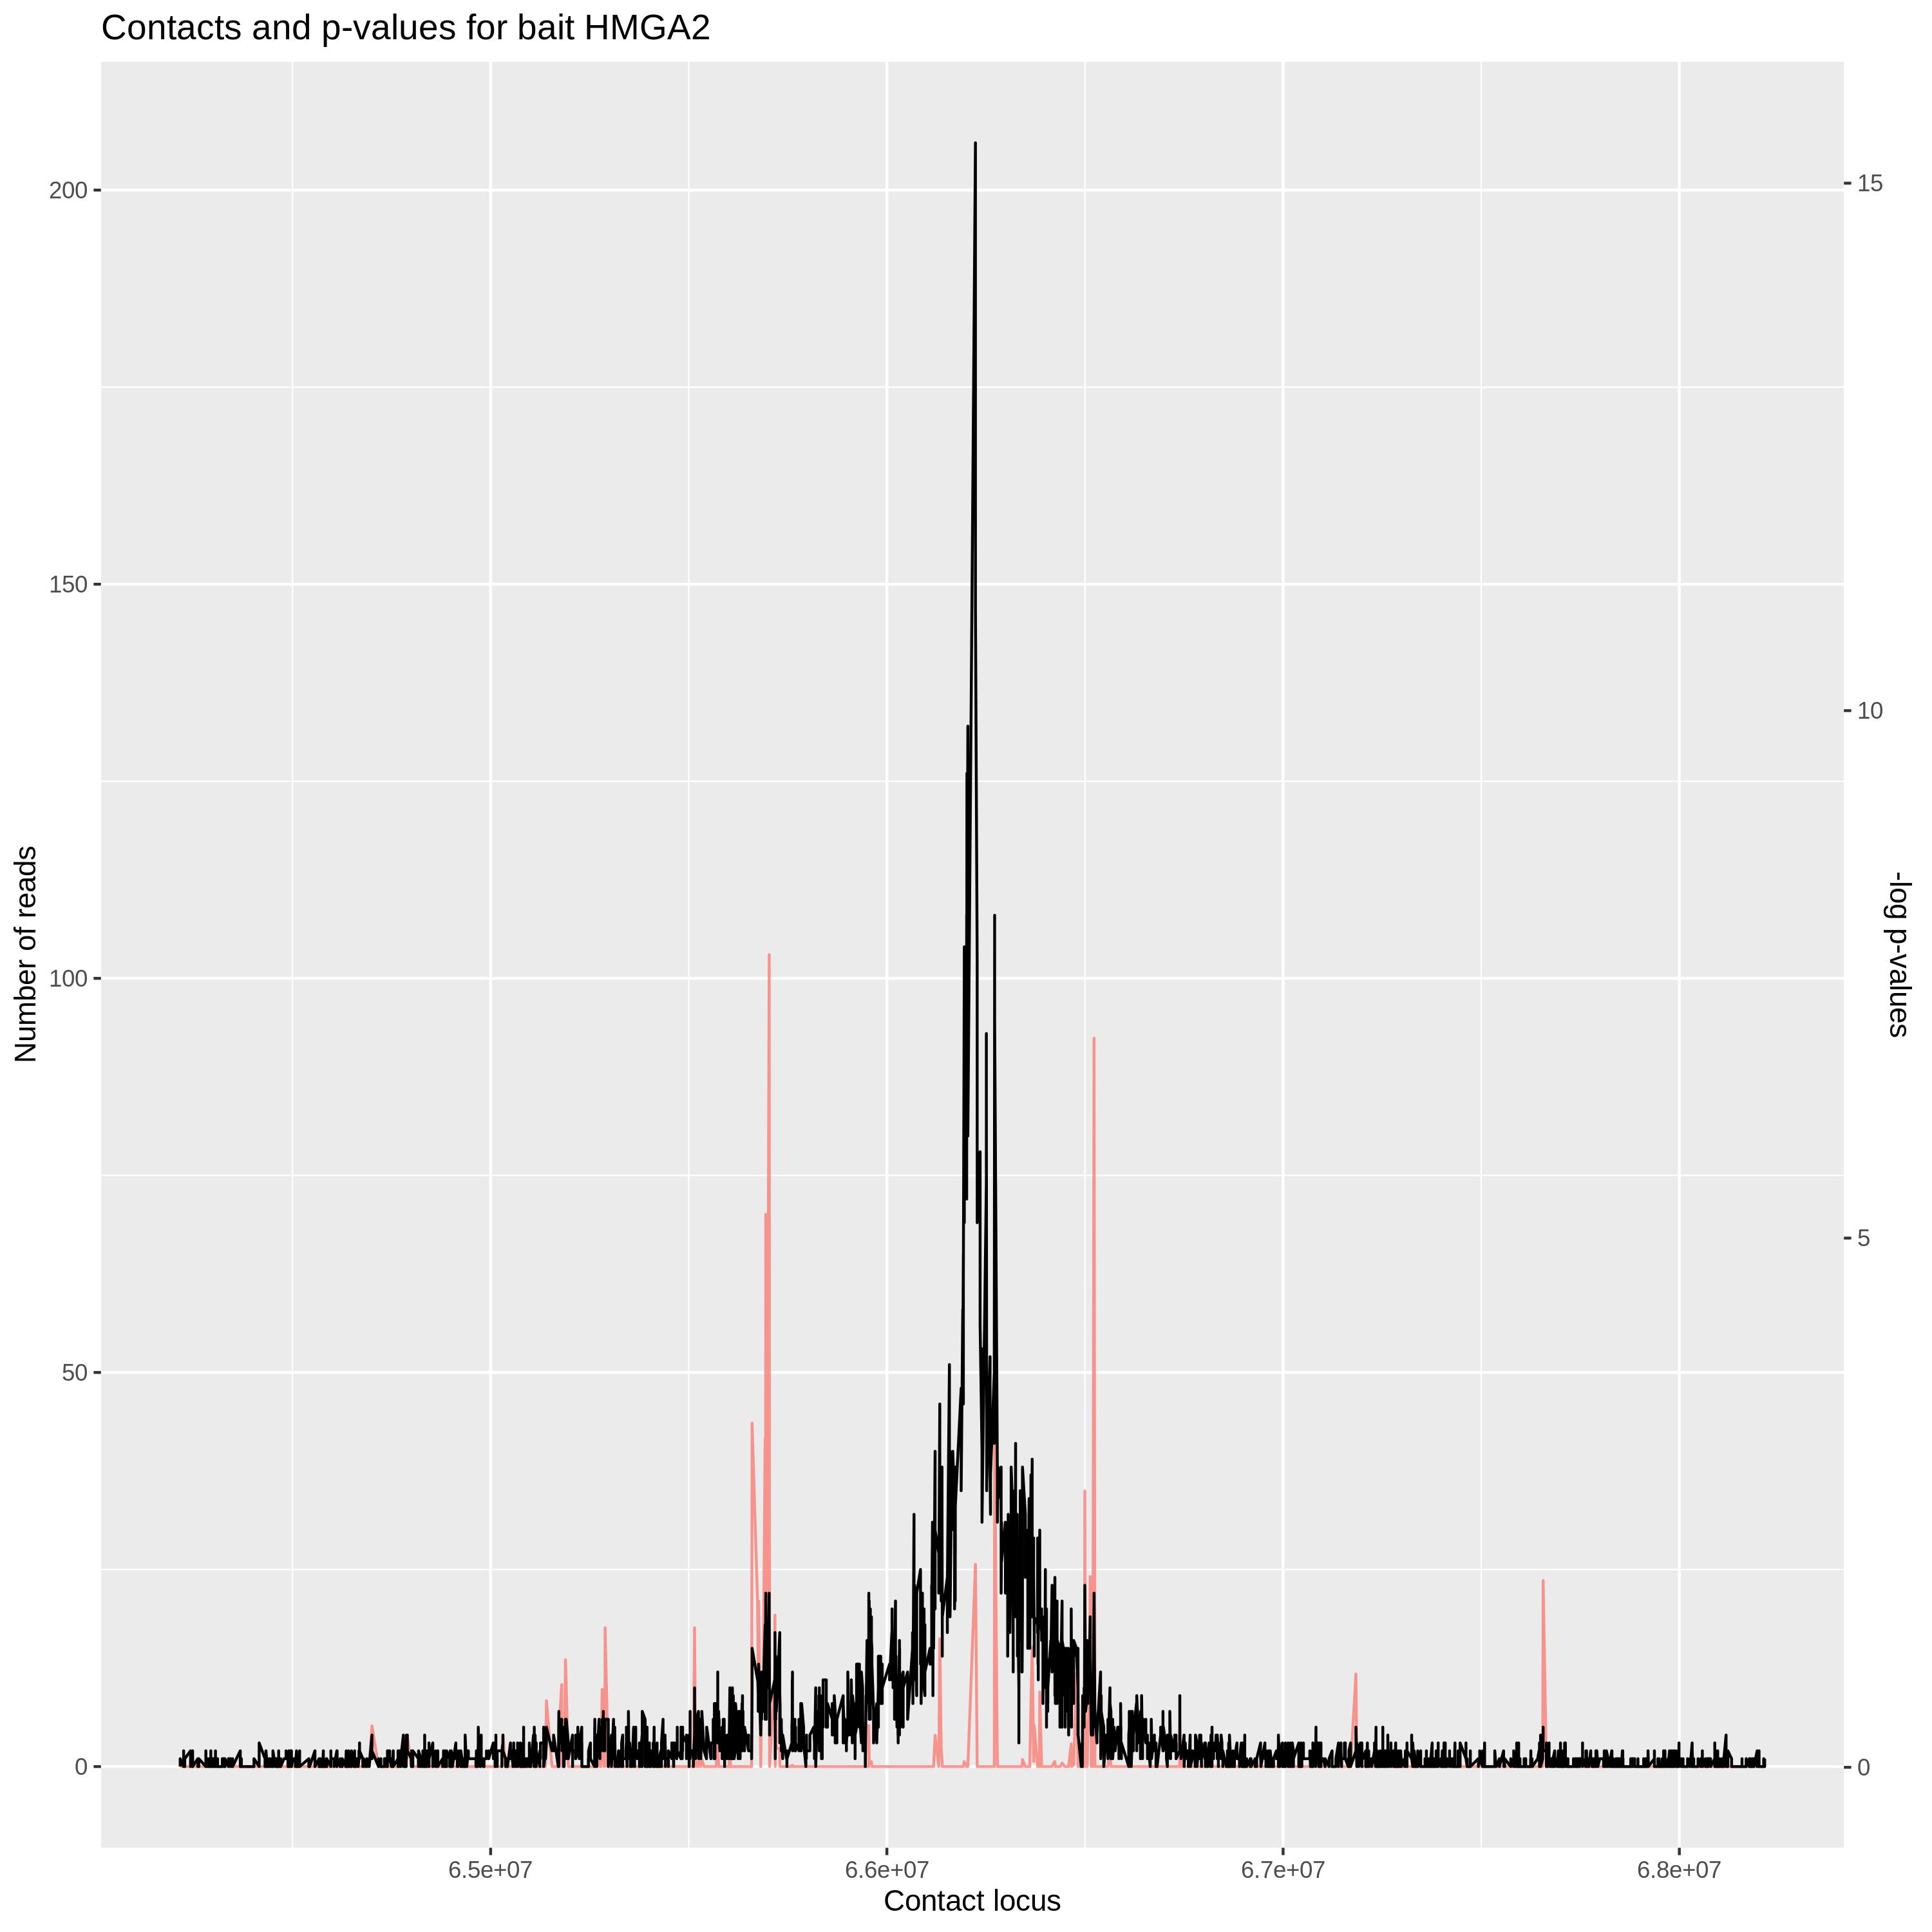 Contacts and p-values for bait HMGA2
200
150
100
50
0
Number of reads
15
10
5
0
-log p-values
6.5e+07
6.6e+07
6.7e+07
6.8e+07
Contact locus